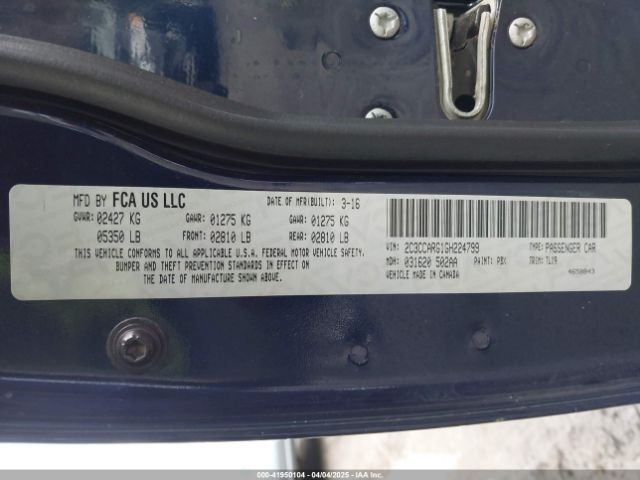 MFD BY FCA US LLC DATE OF MFR(BUILT): 3-16
GVWR: 02427 KG GAWR: 01275 KG GAWR: 01275 KG
05350 LB FRONT: 02810 LB REAR: 02810 LB
THIS VEHICLE CONFORMS TO ALL APPLICABLE U.S.A. FEDERAL MOTOR VEHICLE SAFETY,
BUMPER AND THEFT PREVENTION STANDARDS IN EFFECT ON
THE DATE OF MANUFACTURE SHOWN ABOVE.
VIN: 2C3CCARG1GH224799 TYPE: PASSENGER CAR
MDH: 031620 502AA PAINT: PBX TRIM: TLX9
VEHICLE MADE IN CANADA 4650843
000-41950104 - 04/04/2025 - IAAI.com